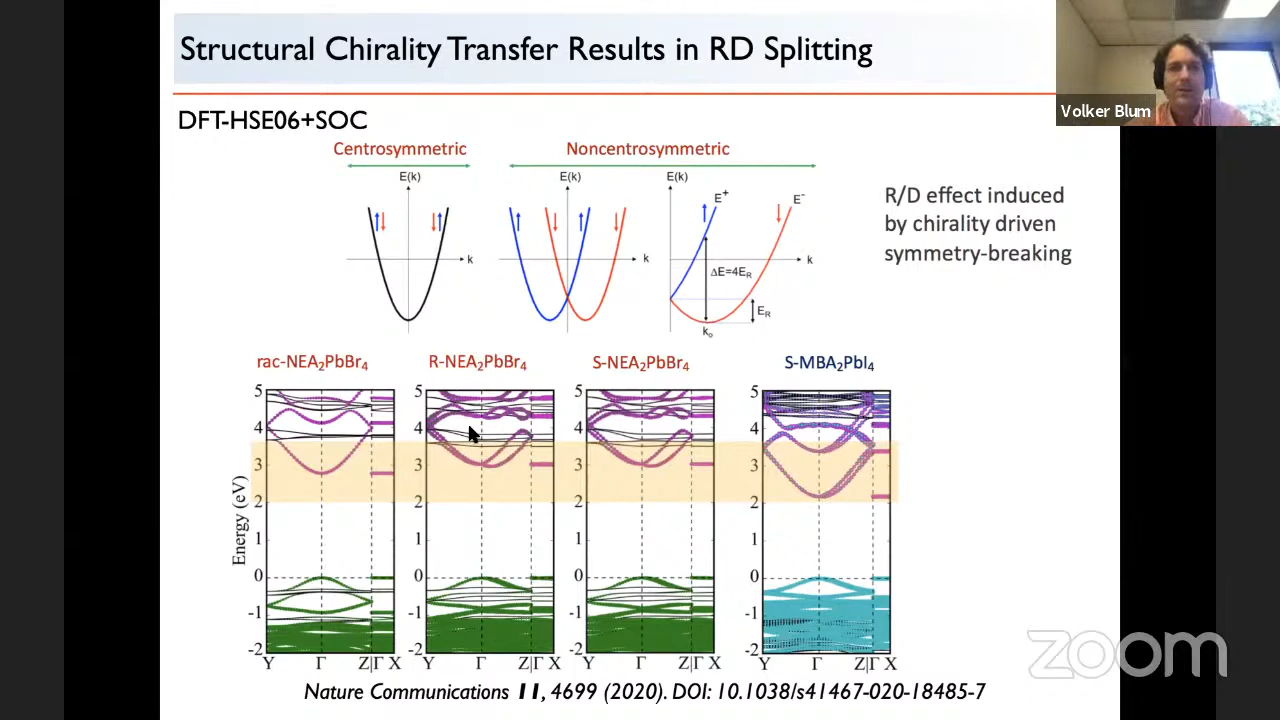 Structural Chirality Transfer Results in RD Splitting
Volker Blum
DFT-HSE06+SOC
Centrosymmetric
Noncentrosymmetric
E(k)
E(k)
E(k)
E⁺
E⁻
k
k
k
ΔE=4E_R
E_R
k₀
R/D effect induced
by chirality driven
symmetry-breaking
rac-NEA₂PbBr₄
R-NEA₂PbBr₄
S-NEA₂PbBr₄
S-MBA₂PbI₄
Energy (eV)
5
4
3
2
1
0
-1
-2
Y Γ Z|Γ X
5
4
3
2
1
0
-1
-2
Y Γ Z|Γ X
5
4
3
2
1
0
-1
-2
Y Γ Z|Γ X
5
4
3
2
1
0
-1
-2
Y Γ Z|Γ X
Nature Communications 11, 4699 (2020). DOI: 10.1038/s41467-020-18485-7
zoom